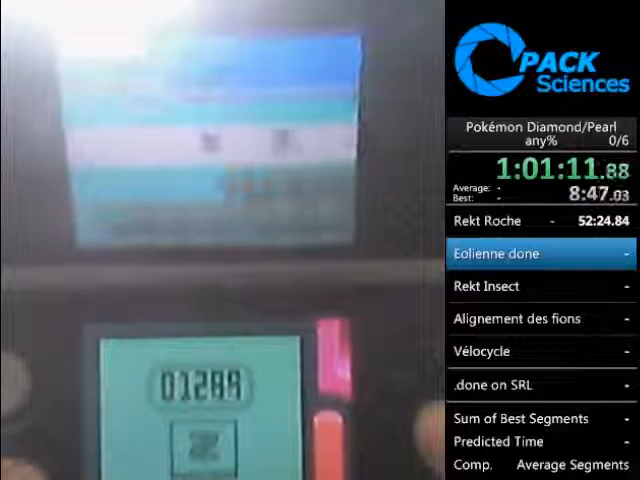 PACK
Sciences
Pokémon Diamond/Pearl
any% 0/6
1:01:11.88
Average: -
Best: - 8:47.03
Rekt Roche - 52:24.84
Eolienne done -
Rekt Insect -
Alignement des fions -
Vélocycle -
.done on SRL -
Sum of Best Segments -
Predicted Time -
Comp. Average Segments
01299